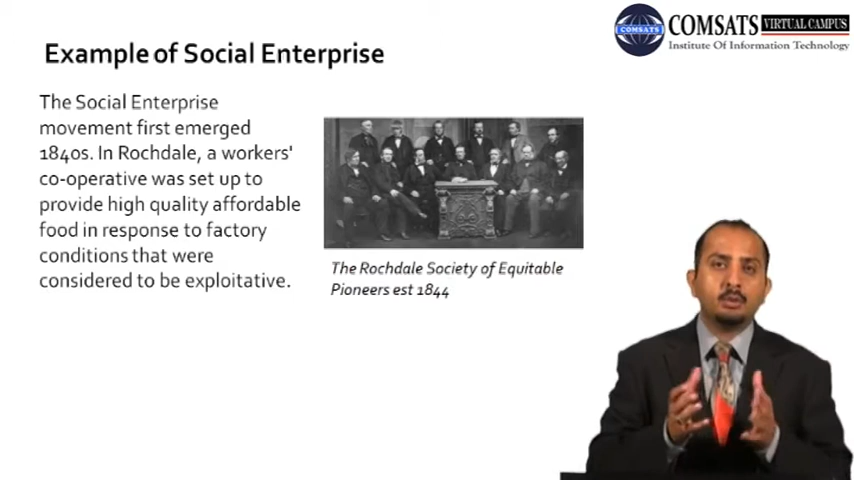 COMSATS VIRTUAL CAMPUS
Institute Of Information Technology
COMSATS
Example of Social Enterprise
The Social Enterprise
movement first emerged
1840s. In Rochdale, a workers'
co-operative was set up to
provide high quality affordable
food in response to factory
conditions that were
considered to be exploitative.
The Rochdale Society of Equitable
Pioneers est 1844